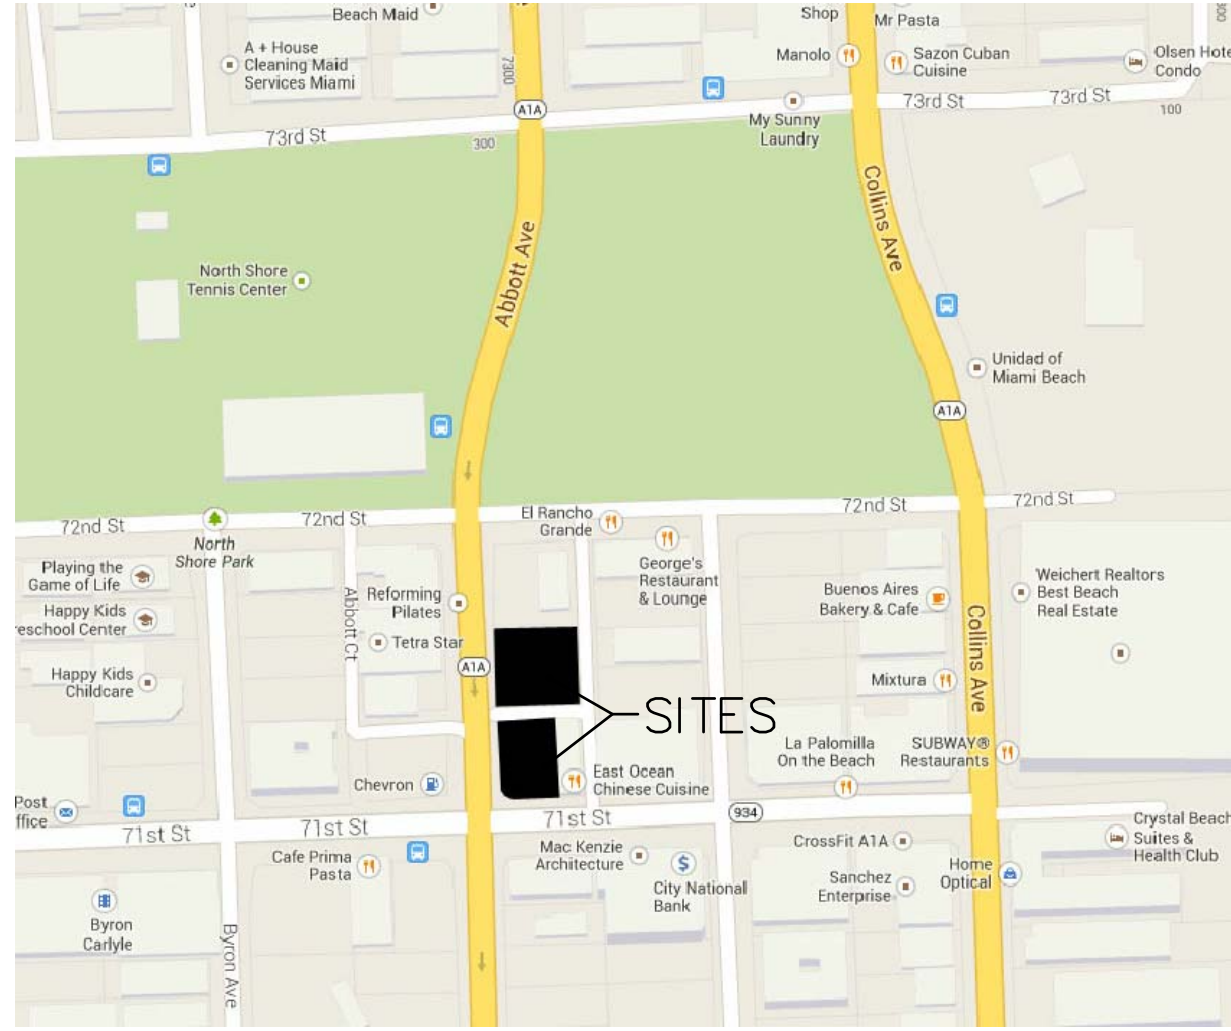 Beach Maid
Shop
Mr Pasta
A + House
Cleaning Maid
Services Miami
7300
Manolo
Sazon Cuban
Cuisine
Olsen Hote
Condo
A1A
73rd St
73rd St
100
My Sunny
Laundry
73rd St
300
Collins Ave
Abbott Ave
North Shore
Tennis Center
Unidad of
Miami Beach
A1A
72nd St
72nd St
72nd St
72nd St
El Rancho
Grande
North
Shore Park
George's
Restaurant
& Lounge
Playing the
Game of Life
Abbott Ct
Reforming
Pilates
Buenos Aires
Bakery & Cafe
Weichert Realtors
Best Beach
Real Estate
Happy Kids
reschool Center
Tetra Star
Collins Ave
A1A
Happy Kids
Childcare
Mixtura
SITES
La Palomilla
On the Beach
SUBWAY®
Restaurants
Chevron
East Ocean
Chinese Cuisine
Post
ffice
71st St
71st St
71st St
934
Crystal Beach
Suites &
Health Club
Cafe Prima
Pasta
Mac Kenzie
Architecture
CrossFit A1A
City National
Bank
Sanchez
Enterprise
Home
Optical
Byron
Carlyle
Byron Ave